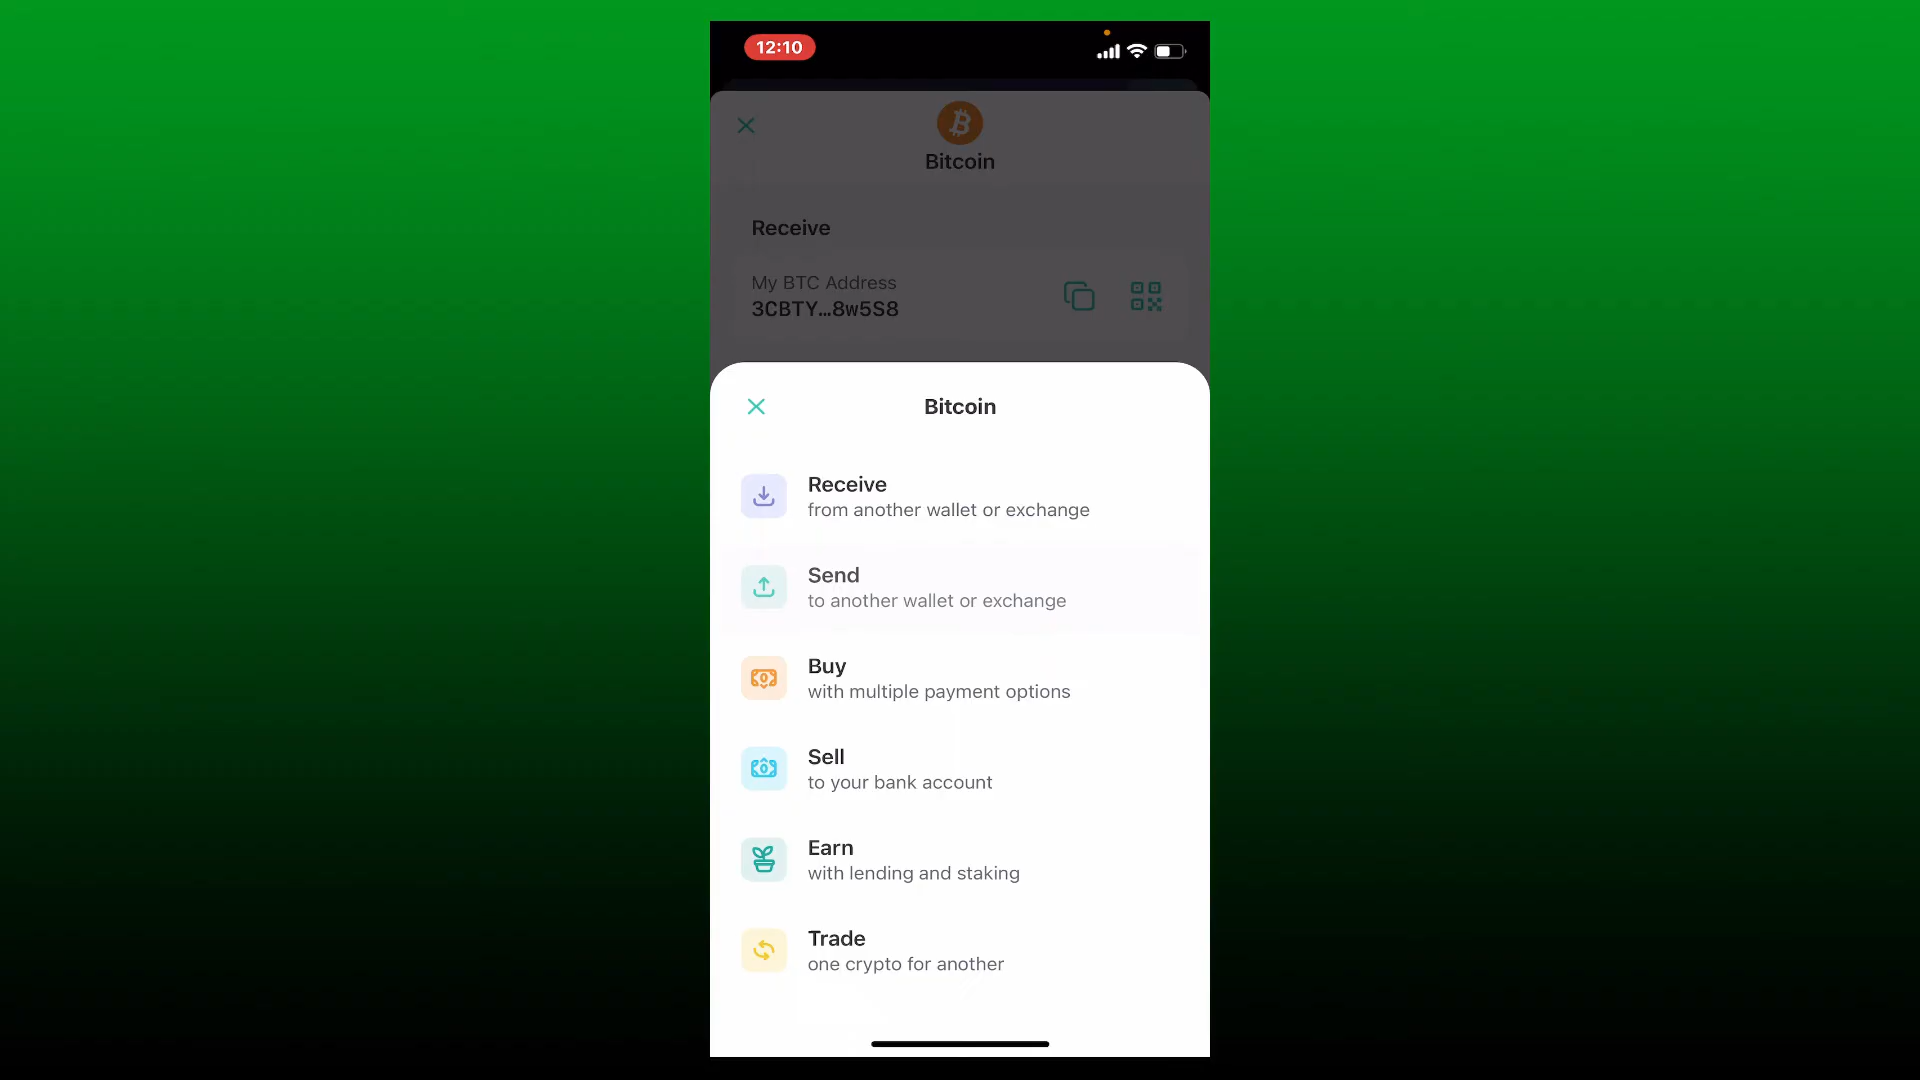 12:10
Bitcoin
Receive
My BTC Address
3CBTY…8w5S8
Bitcoin
Receive
from another wallet or exchange
Send
to another wallet or exchange
Buy
with multiple payment options
Sell
to your bank account
Earn
with lending and staking
Trade
one crypto for another